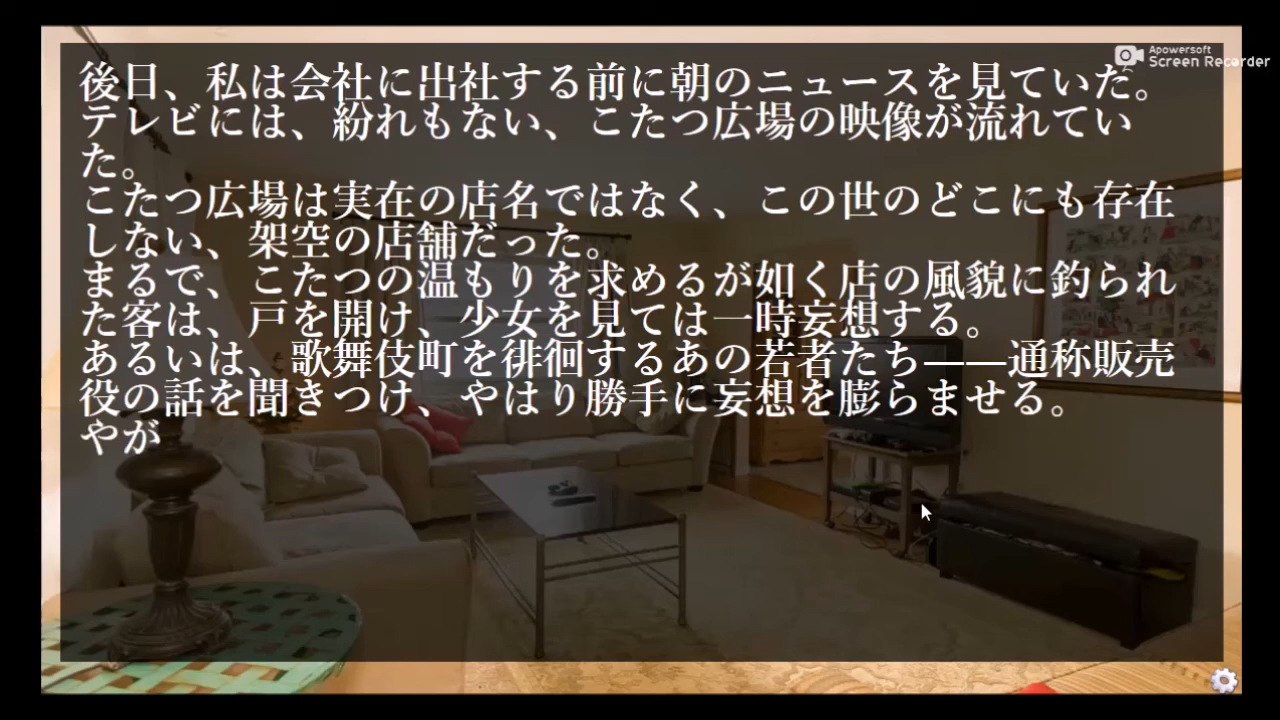 Apowersoft
Screen Recorder
後日、私は会社に出社する前に朝のニュースを見ていた。
テレビには、紛れもない、こたつ広場の映像が流れてい
た。
こたつ広場は実在の店名ではなく、この世のどこにも存在
しない、架空の店舗だった。
まるで、こたつの温もりを求めるが如く店の風貌に釣られ
た客は、戸を開け、少女を見ては一時妄想する。
あるいは、歌舞伎町を徘徊するあの若者たち——通称販売
役の話を聞きつけ、やはり勝手に妄想を膨らませる。
やが